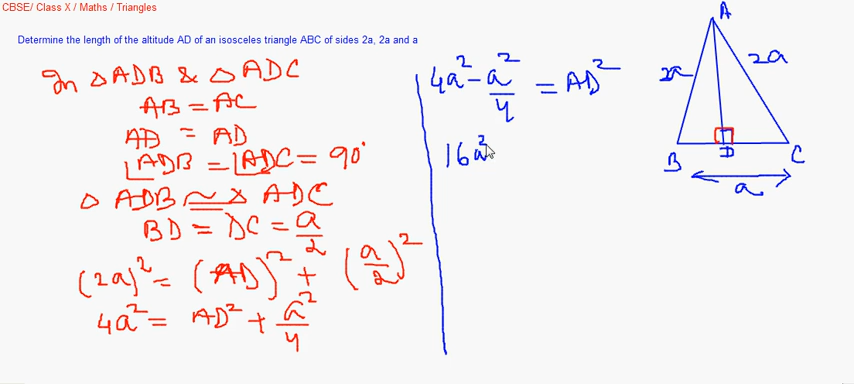 CBSE/ Class X / Maths / Triangles
Determine the length of the altitude AD of an isosceles triangle ABC of sides 2a, 2a and a
In △ADB & △ADC
AB = AC
AD = AD
∠ADB = ∠ADC = 90°
△ ADB ≅ △ ADC
BD = DC = a/2
(2a)² = (AD)² + (a/2)²
4a² = AD² + a²/4
4a² - a²/4 = AD²
16a²
A
2a 2a
B D C
a